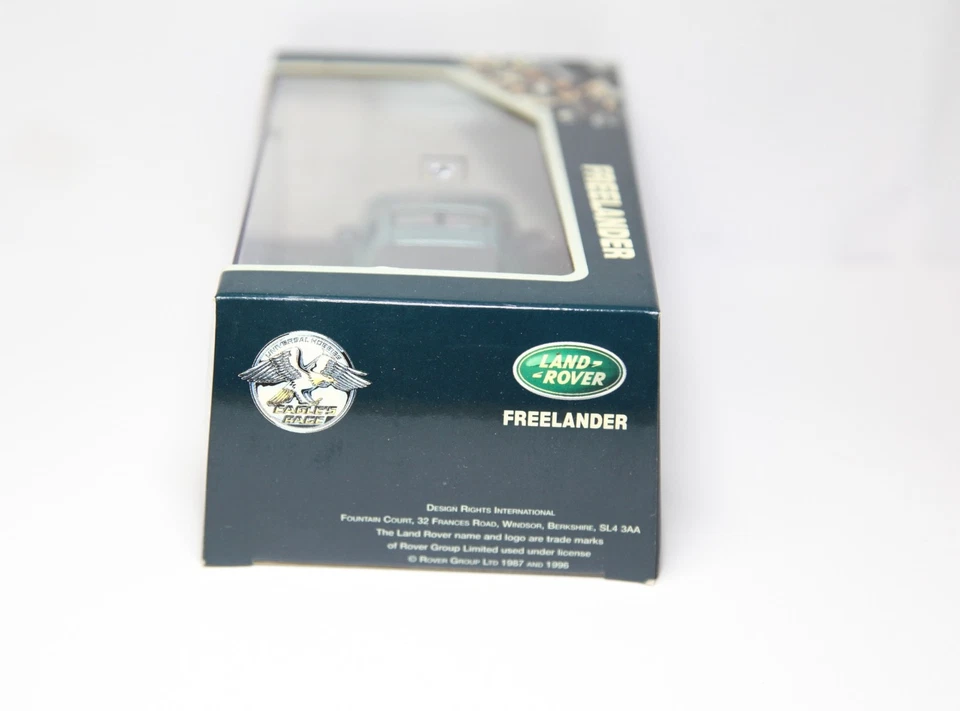 FREELANDER
UNIVERSAL HOBBIES
EAGLE'S
RACE
LAND-
-ROVER
FREELANDER
DESIGN RIGHTS INTERNATIONAL
FOUNTAIN COURT, 32 FRANCES ROAD, WINDSOR, BERKSHIRE, SL4 3AA
The Land Rover name and logo are trade marks
of Rover Group Limited used under license
© ROVER GROUP LTD 1987 AND 1996